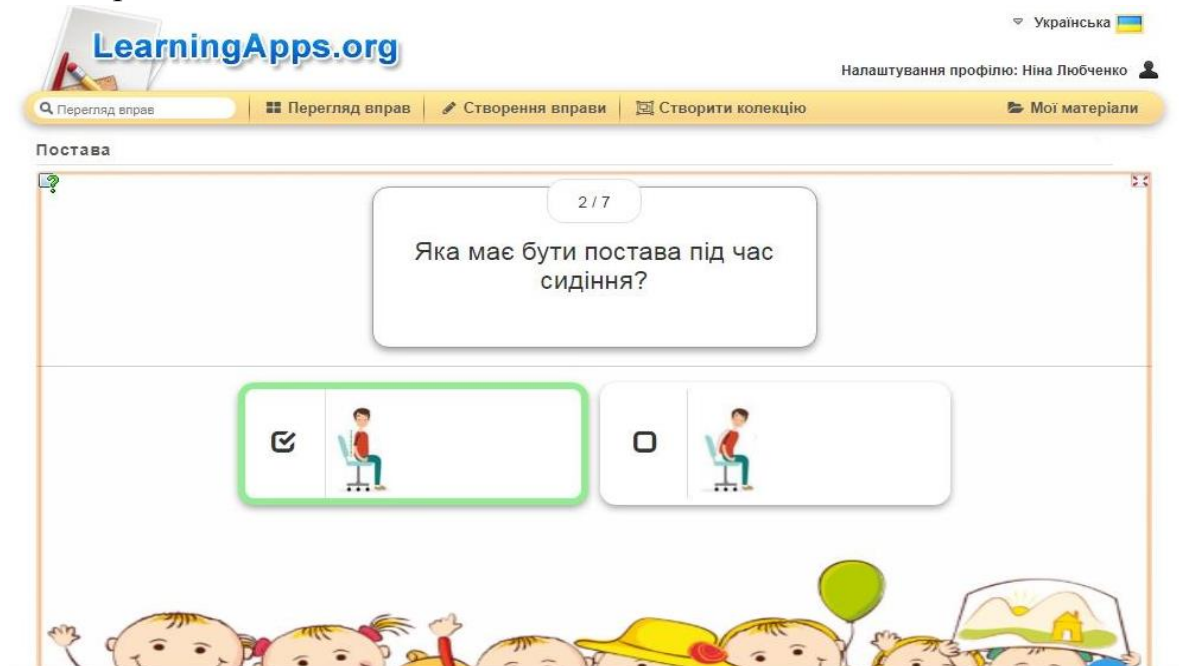 LearningApps.org
Українська
Налаштування профілю: Ніна Любченко
Перегляд вправ
Перегляд вправ
Створення вправи
Створити колекцію
Мої матеріали
Постава
2 / 7
Яка має бути постава під час
сидіння?